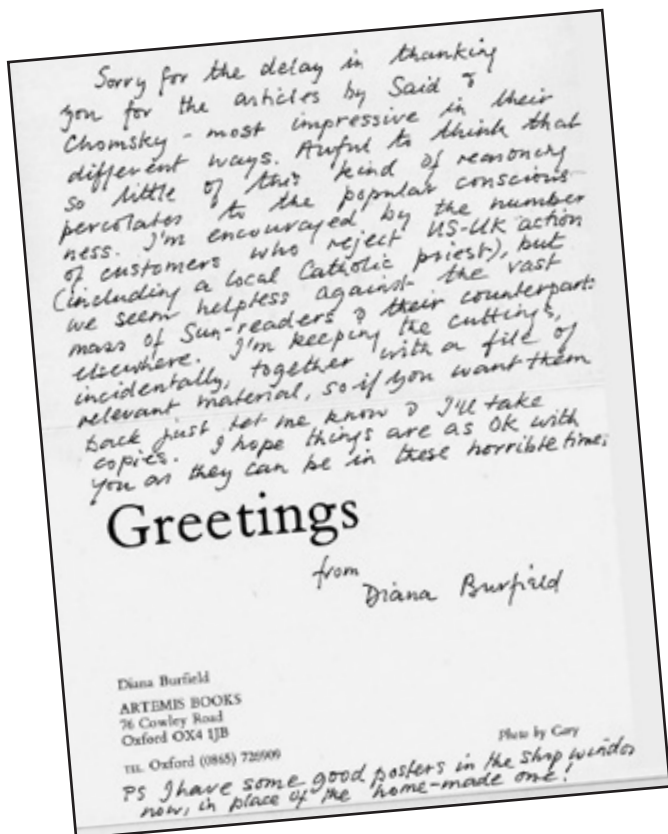 Sorry for the delay in thanking
you for the articles by Said &
Chomsky - most impressive in their
different ways. Awful to think that
so little of this kind of reasoning
percolates to the popular conscious-
ness. I'm encouraged by the number
of customers who reject US-UK action
(including a local Catholic priest), but
we seem helpless against the vast
mass of Sun-readers & their counterparts
elsewhere. I'm keeping the cuttings,
incidentally, together with a file of
relevant material, so if you want them
back just let me know & I'll take
copies. I hope things are as OK with
you as they can be in these horrible times
Greetings
from
Diana Burfield
Diana Burfield
ARTEMIS BOOKS
76 Cowley Road
Oxford OX4 1JB
Photo by Gary
TEL. Oxford (0865) 726909
PS I have some good posters in the shop window
now, in place of the home-made one!